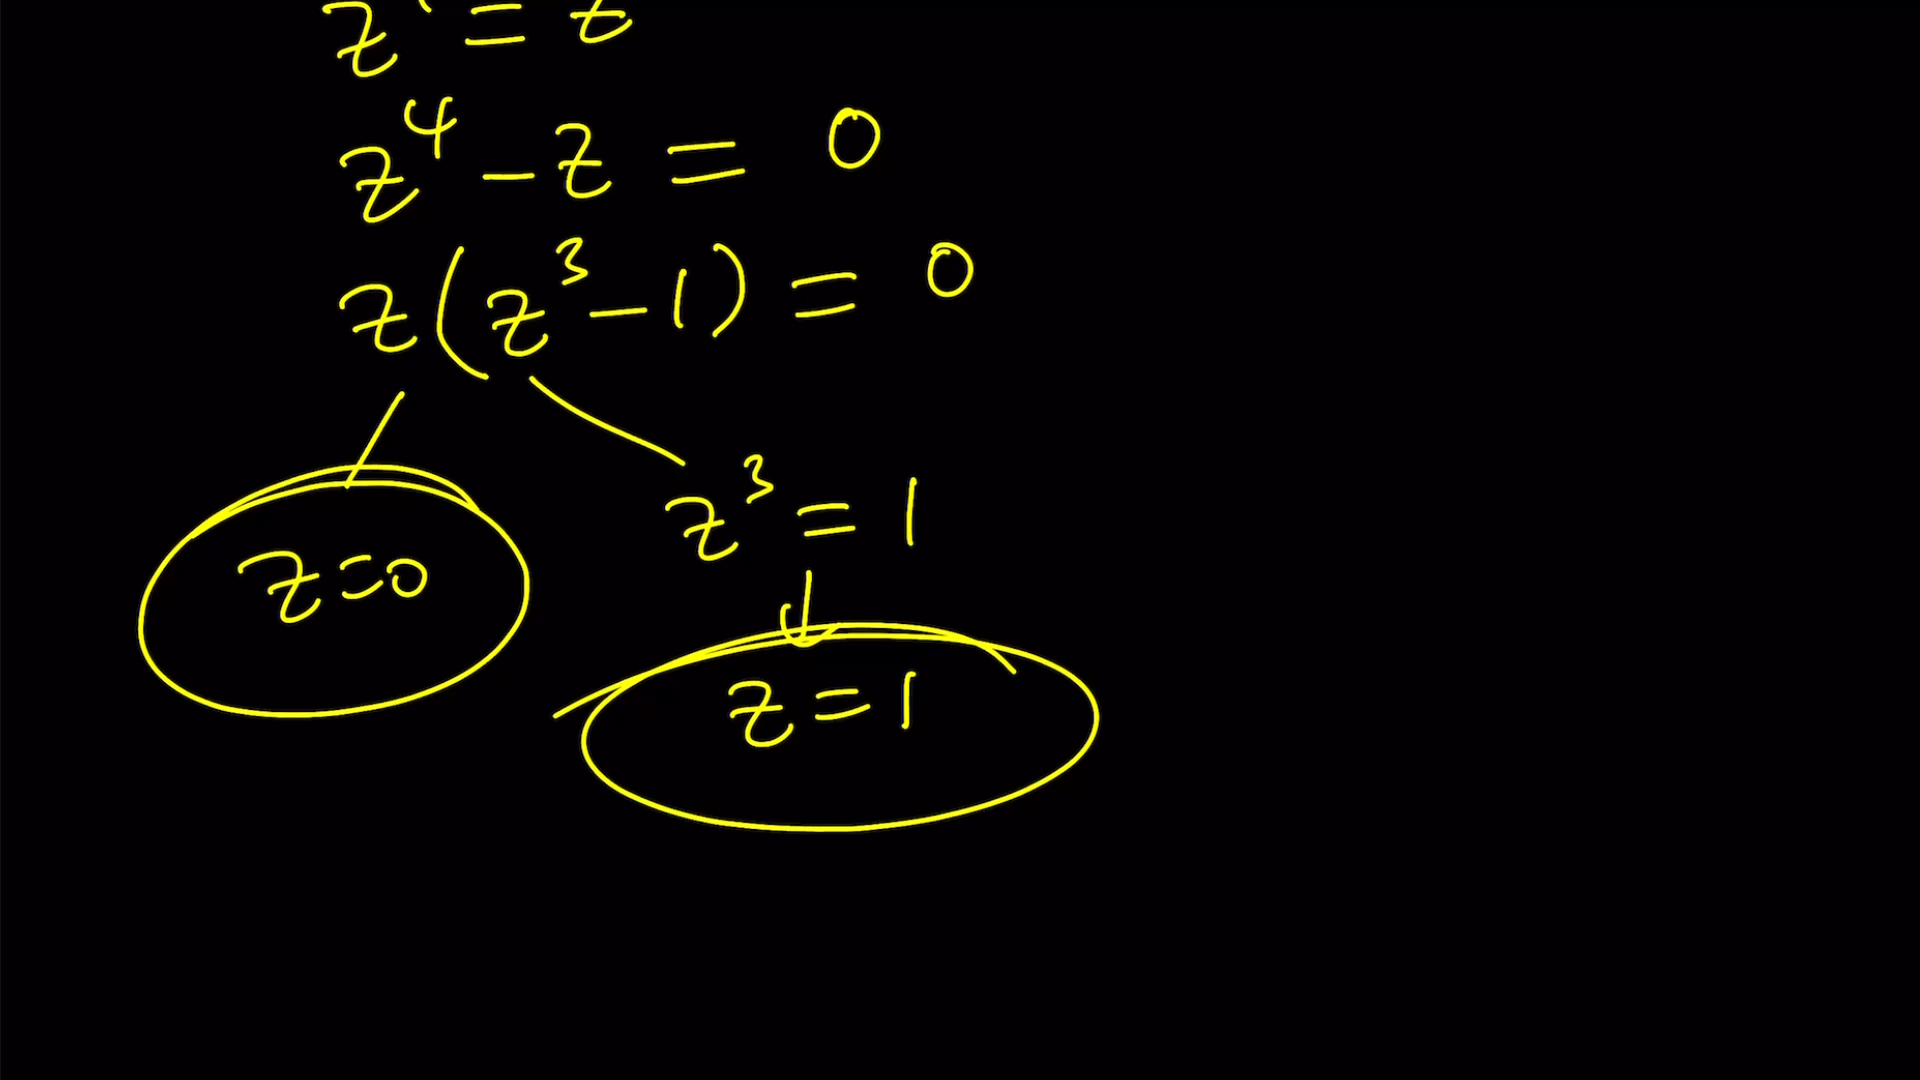 z⁴ - z = 0
z(z³ - 1) = 0
z³ = 1
z = 0
z = 1